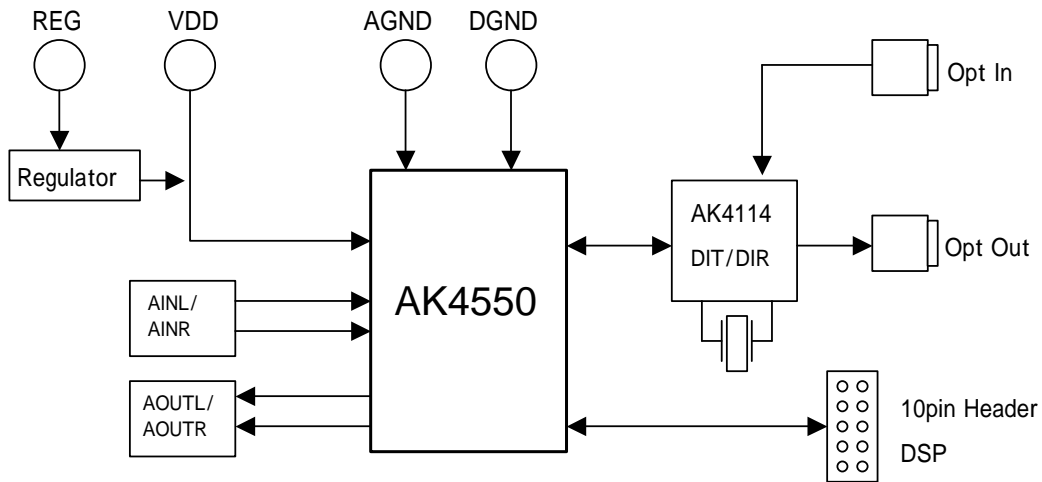 REG
VDD
AGND
DGND
Opt In
Regulator
AK4114
DIT/DIR
Opt Out
AK4550
AINL/
AINR
AOUTL/
AOUTR
10pin Header
DSP